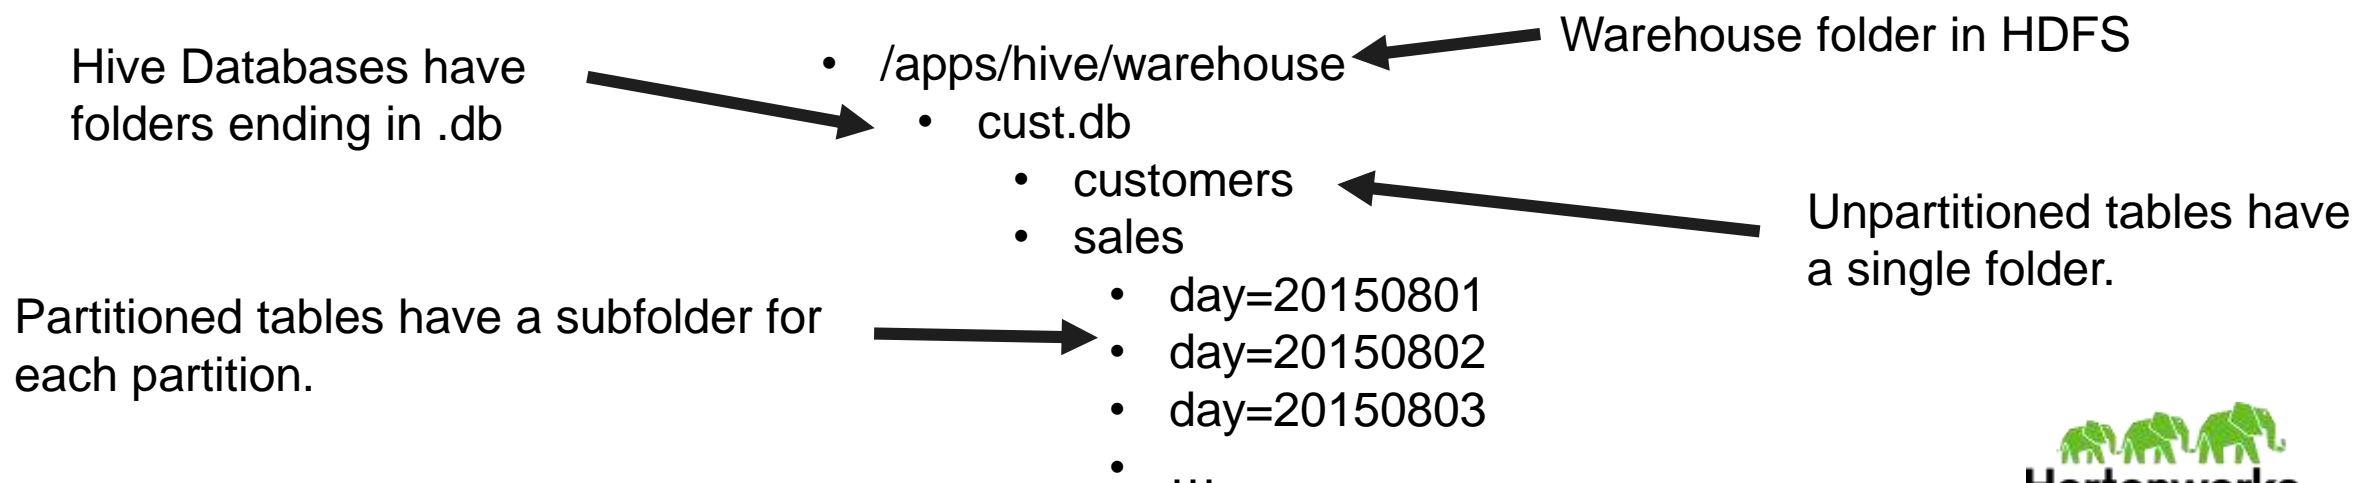 Hive Databases have
folders ending in .db
• /apps/hive/warehouse
Warehouse folder in HDFS
• cust.db
• customers
• sales
Unpartitioned tables have
a single folder.
Partitioned tables have a subfolder for
each partition.
• day=20150801
• day=20150802
• day=20150803
• ...
Hortonworks